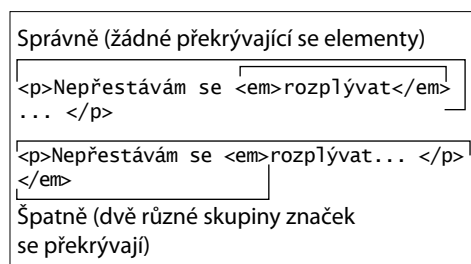 Správně (žádné překrývající se elementy)
<p>Nepřestávám se <em>rozplývat</em>
... </p>
<p>Nepřestávám se <em>rozplývat... </p>
</em>
Špatně (dvě různé skupiny značek
se překrývají)